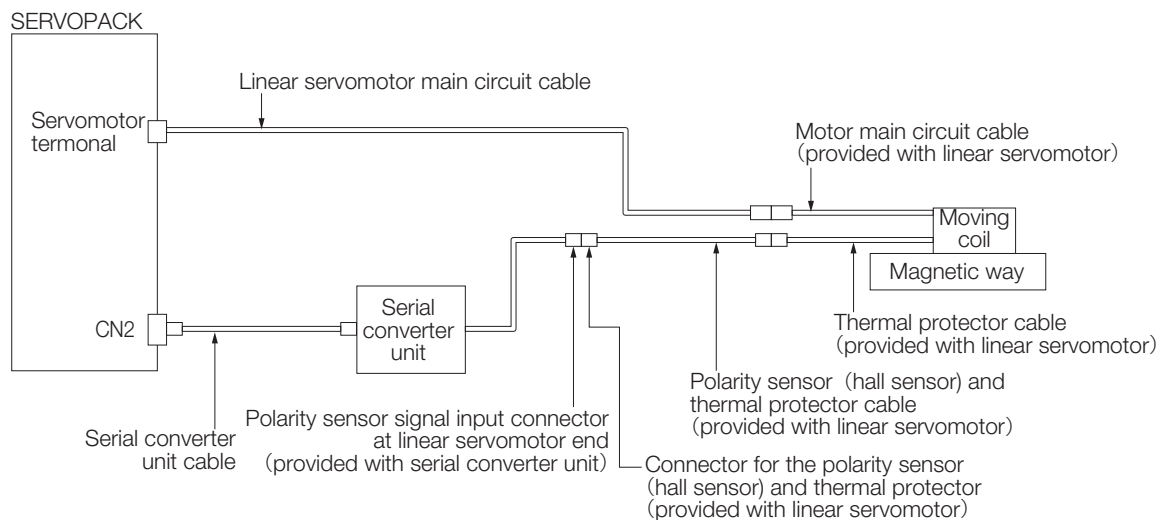 SERVOPACK
Linear servomotor main circuit cable
Servomotor
termonal
Motor main circuit cable
(provided with linear servomotor)
Moving
coil
Magnetic way
CN2
Serial
converter
unit
Thermal protector cable
(provided with linear servomotor)
Polarity sensor (hall sensor) and
thermal protector cable
(provided with linear servomotor)
Polarity sensor signal input connector
at linear servomotor end
(provided with serial converter unit)
Serial converter
unit cable
Connector for the polarity sensor
(hall sensor) and thermal protector
(provided with linear servomotor)